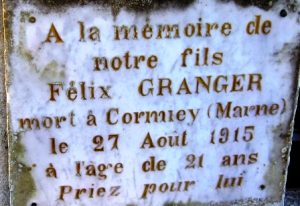 A la mémoire de
notre fils
Félix GRANGER
mort à Cormicy (Marne)
le 27 Août 1915
à l'âge de 21 ans
Priez pour lui